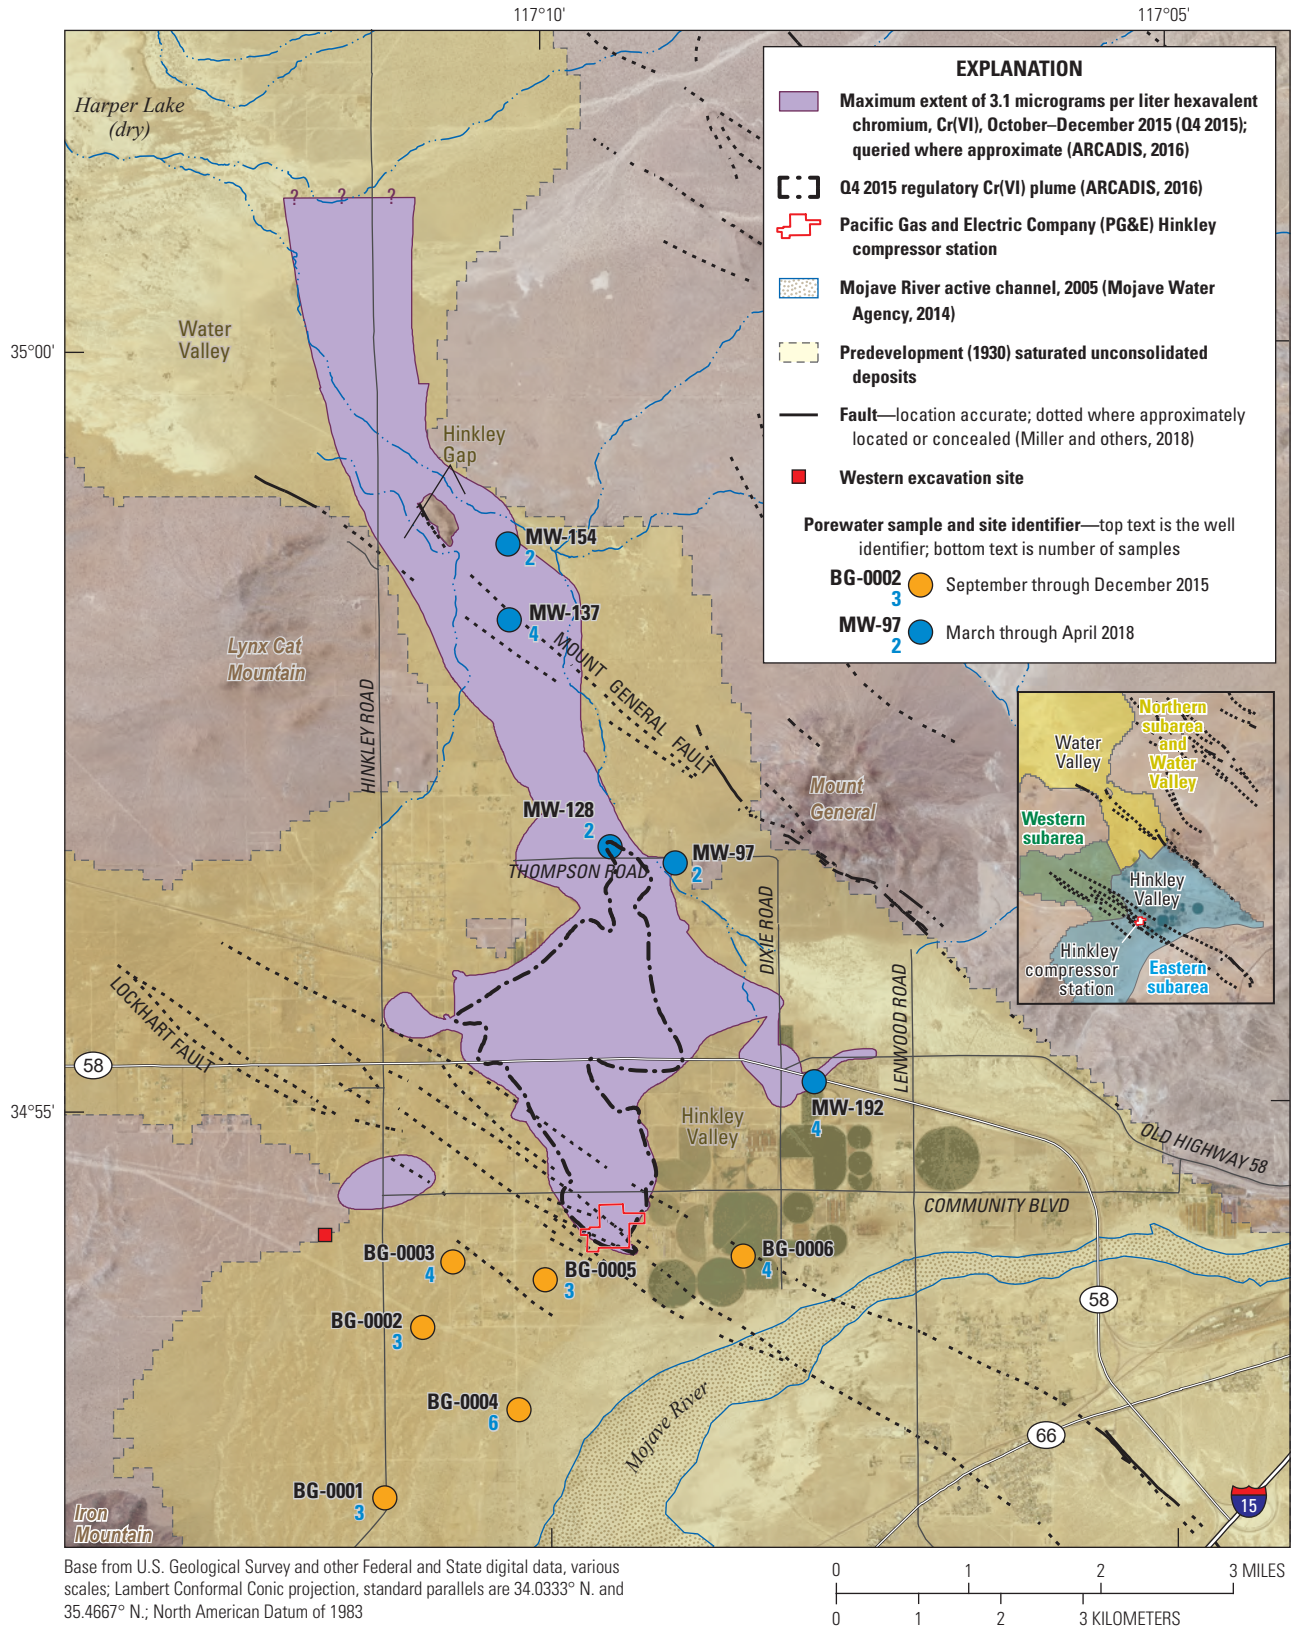 117°10'
117°05'
Harper Lake
(dry)
? ? ?
Water
Valley
35°00'
Hinkley
Gap
MW-154
2
MW-137
4
MOUNT GENERAL FAULT
Lynx Cat
Mountain
HINKLEY ROAD
Mount
General
MW-128
2
MW-97
2
THOMPSON ROAD
DIXIE ROAD
LENWOOD ROAD
LOCKHART FAULT
58
34°55'
Hinkley
Valley
MW-192
4
OLD HIGHWAY 58
COMMUNITY BLVD
BG-0003
4
BG-0005
3
BG-0006
4
BG-0002
3
58
BG-0004
6
Mojave River
66
BG-0001
3
Iron
Mountain
15
EXPLANATION
Maximum extent of 3.1 micrograms per liter hexavalent
chromium, Cr(VI), October–December 2015 (Q4 2015);
queried where approximate (ARCADIS, 2016)
Q4 2015 regulatory Cr(VI) plume (ARCADIS, 2016)
Pacific Gas and Electric Company (PG&E) Hinkley
compressor station
Mojave River active channel, 2005 (Mojave Water
Agency, 2014)
Predevelopment (1930) saturated unconsolidated
deposits
Fault—location accurate; dotted where approximately
located or concealed (Miller and others, 2018)
Western excavation site
Porewater sample and site identifier—top text is the well
identifier; bottom text is number of samples
BG-0002
3
September through December 2015
MW-97
2
March through April 2018
Northern
subarea
and
Water
Valley
Water
Valley
Western
subarea
Hinkley
Valley
Hinkley
compressor
station
Eastern
subarea
Base from U.S. Geological Survey and other Federal and State digital data, various
scales; Lambert Conformal Conic projection, standard parallels are 34.0333° N. and
35.4667° N.; North American Datum of 1983
0 1 2 3 MILES
0 1 2 3 KILOMETERS